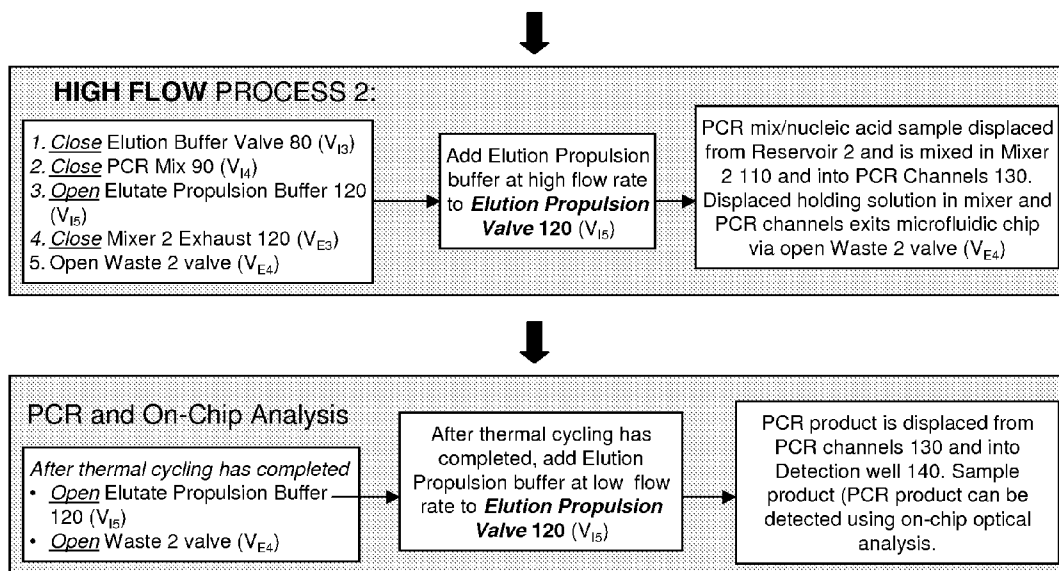 HIGH FLOW PROCESS 2:
1. Close Elution Buffer Valve 80 (VI3)
2. Close PCR Mix 90 (VI4)
3. Open Elutate Propulsion Buffer 120
(VI5)
4. Close Mixer 2 Exhaust 120 (VE3)
5. Open Waste 2 valve (VE4)
Add Elution Propulsion
buffer at high flow rate
to Elution Propulsion
Valve 120 (VI5)
PCR mix/nucleic acid sample displaced
from Reservoir 2 and is mixed in Mixer
2 110 and into PCR Channels 130.
Displaced holding solution in mixer and
PCR channels exits microfluidic chip
via open Waste 2 valve (VE4)
PCR and On-Chip Analysis
After thermal cycling has completed
• Open Elutate Propulsion Buffer
120 (VI5)
• Open Waste 2 valve (VE4)
After thermal cycling has
completed, add Elution
Propulsion buffer at low flow
rate to Elution Propulsion
Valve 120 (VI5)
PCR product is displaced from
PCR channels 130 and into
Detection well 140. Sample
product (PCR product can be
detected using on-chip optical
analysis.